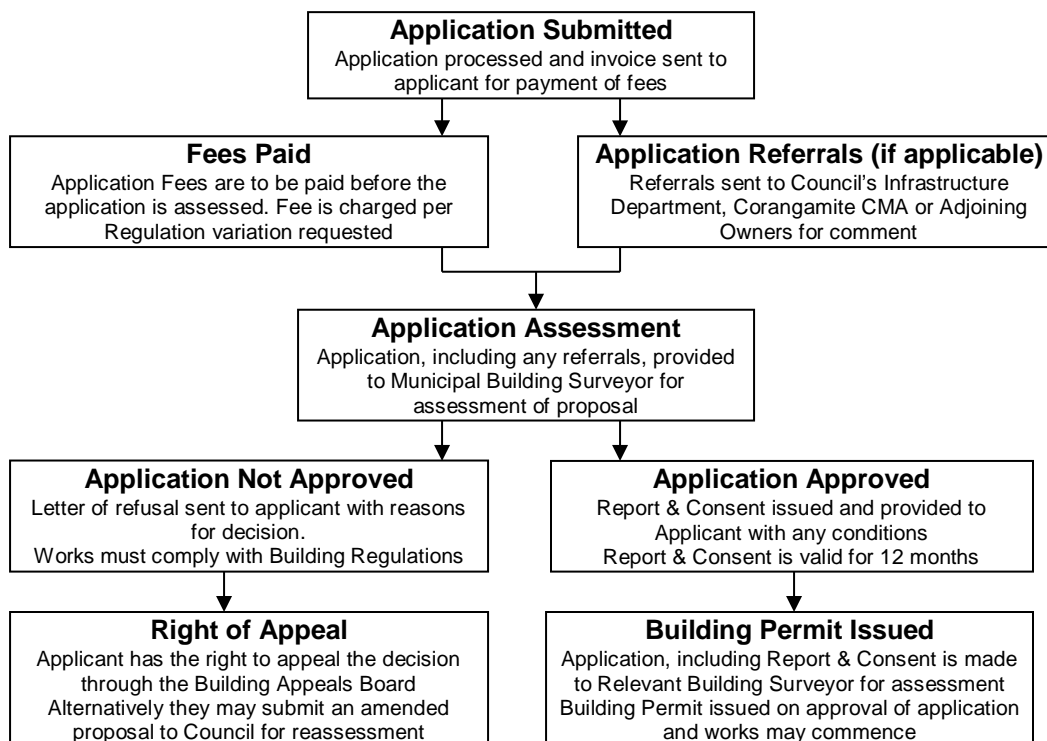 Application Submitted
Application processed and invoice sent to
applicant for payment of fees
Fees Paid
Application Fees are to be paid before the
application is assessed. Fee is charged per
Regulation variation requested
Application Referrals (if applicable)
Referrals sent to Council's Infrastructure
Department, Corangamite CMA or Adjoining
Owners for comment
Application Assessment
Application, including any referrals, provided
to Municipal Building Surveyor for
assessment of proposal
Application Not Approved
Letter of refusal sent to applicant with reasons
for decision.
Works must comply with Building Regulations
Application Approved
Report & Consent issued and provided to
Applicant with any conditions
Report & Consent is valid for 12 months
Right of Appeal
Applicant has the right to appeal the decision
through the Building Appeals Board
Alternatively they may submit an amended
proposal to Council for reassessment
Building Permit Issued
Application, including Report & Consent is made
to Relevant Building Surveyor for assessment
Building Permit issued on approval of application
and works may commence